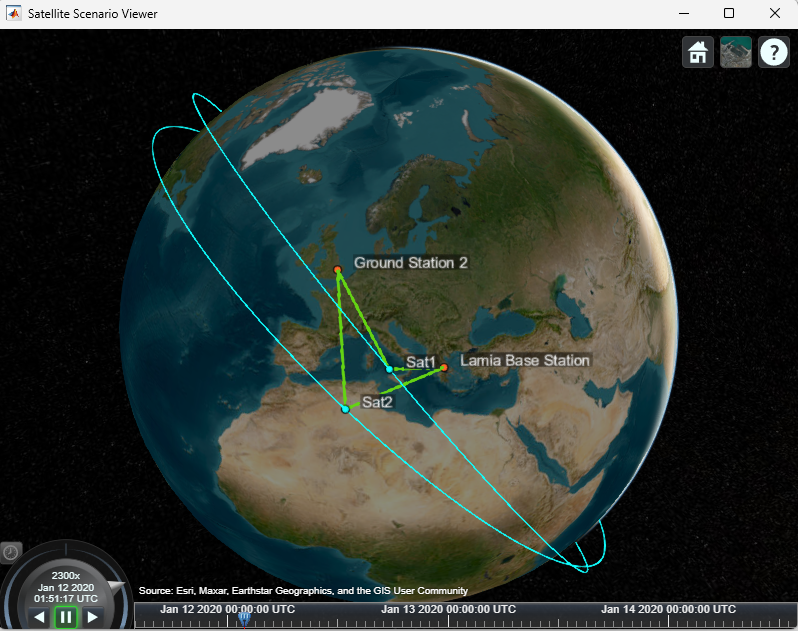 Satellite Scenario Viewer
?
Ground Station 2
Sat1
Lamia Base Station
Sat2
2300x
Jan 12 2020
01:51:17 UTC
Source: Esri, Maxar, Earthstar Geographics, and the GIS User Community
Jan 12 2020 00:00:00 UTC
Jan 13 2020 00:00:00 UTC
Jan 14 2020 00:00:00 UTC